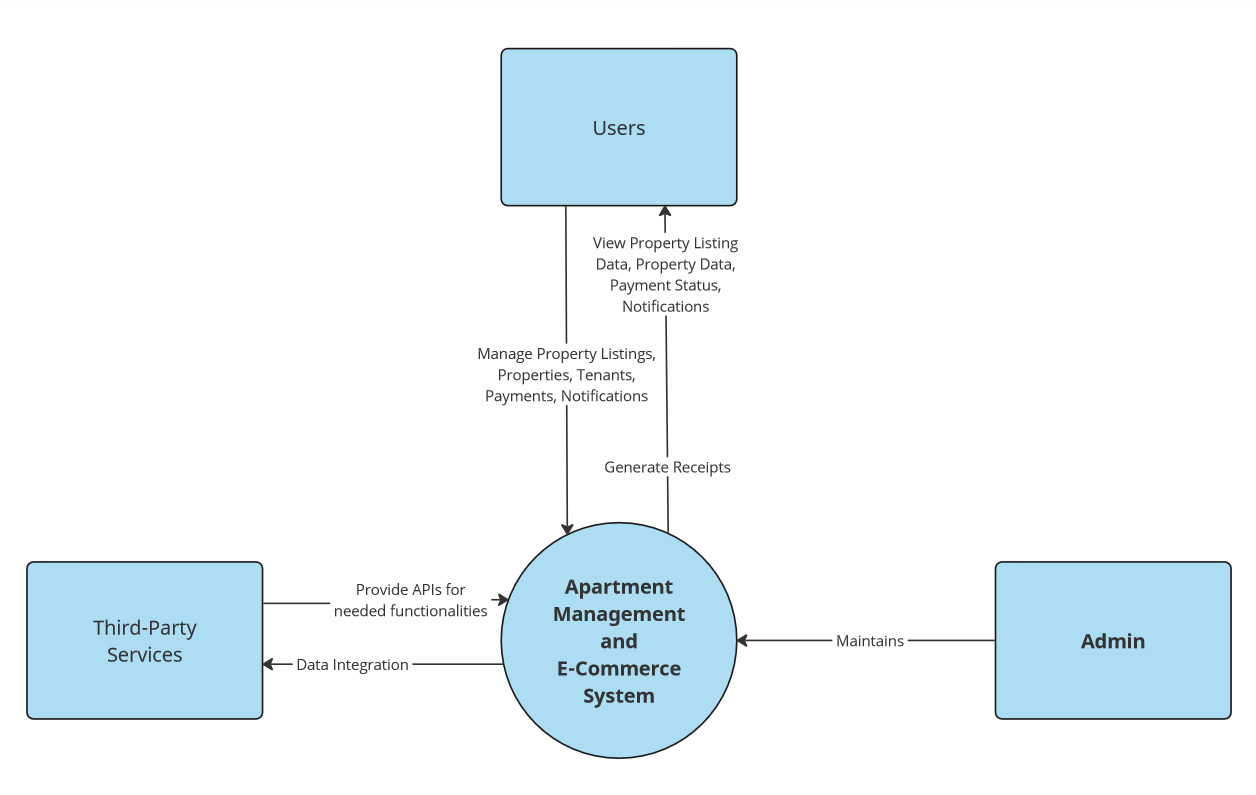 Users
View Property Listing
Data, Property Data,
Payment Status,
Notifications
Manage Property Listings,
Properties, Tenants,
Payments, Notifications
Generate Receipts
Third-Party
Services
Provide APIs for
needed functionalities
Data Integration
Apartment
Management
and
E-Commerce
System
Maintains
Admin